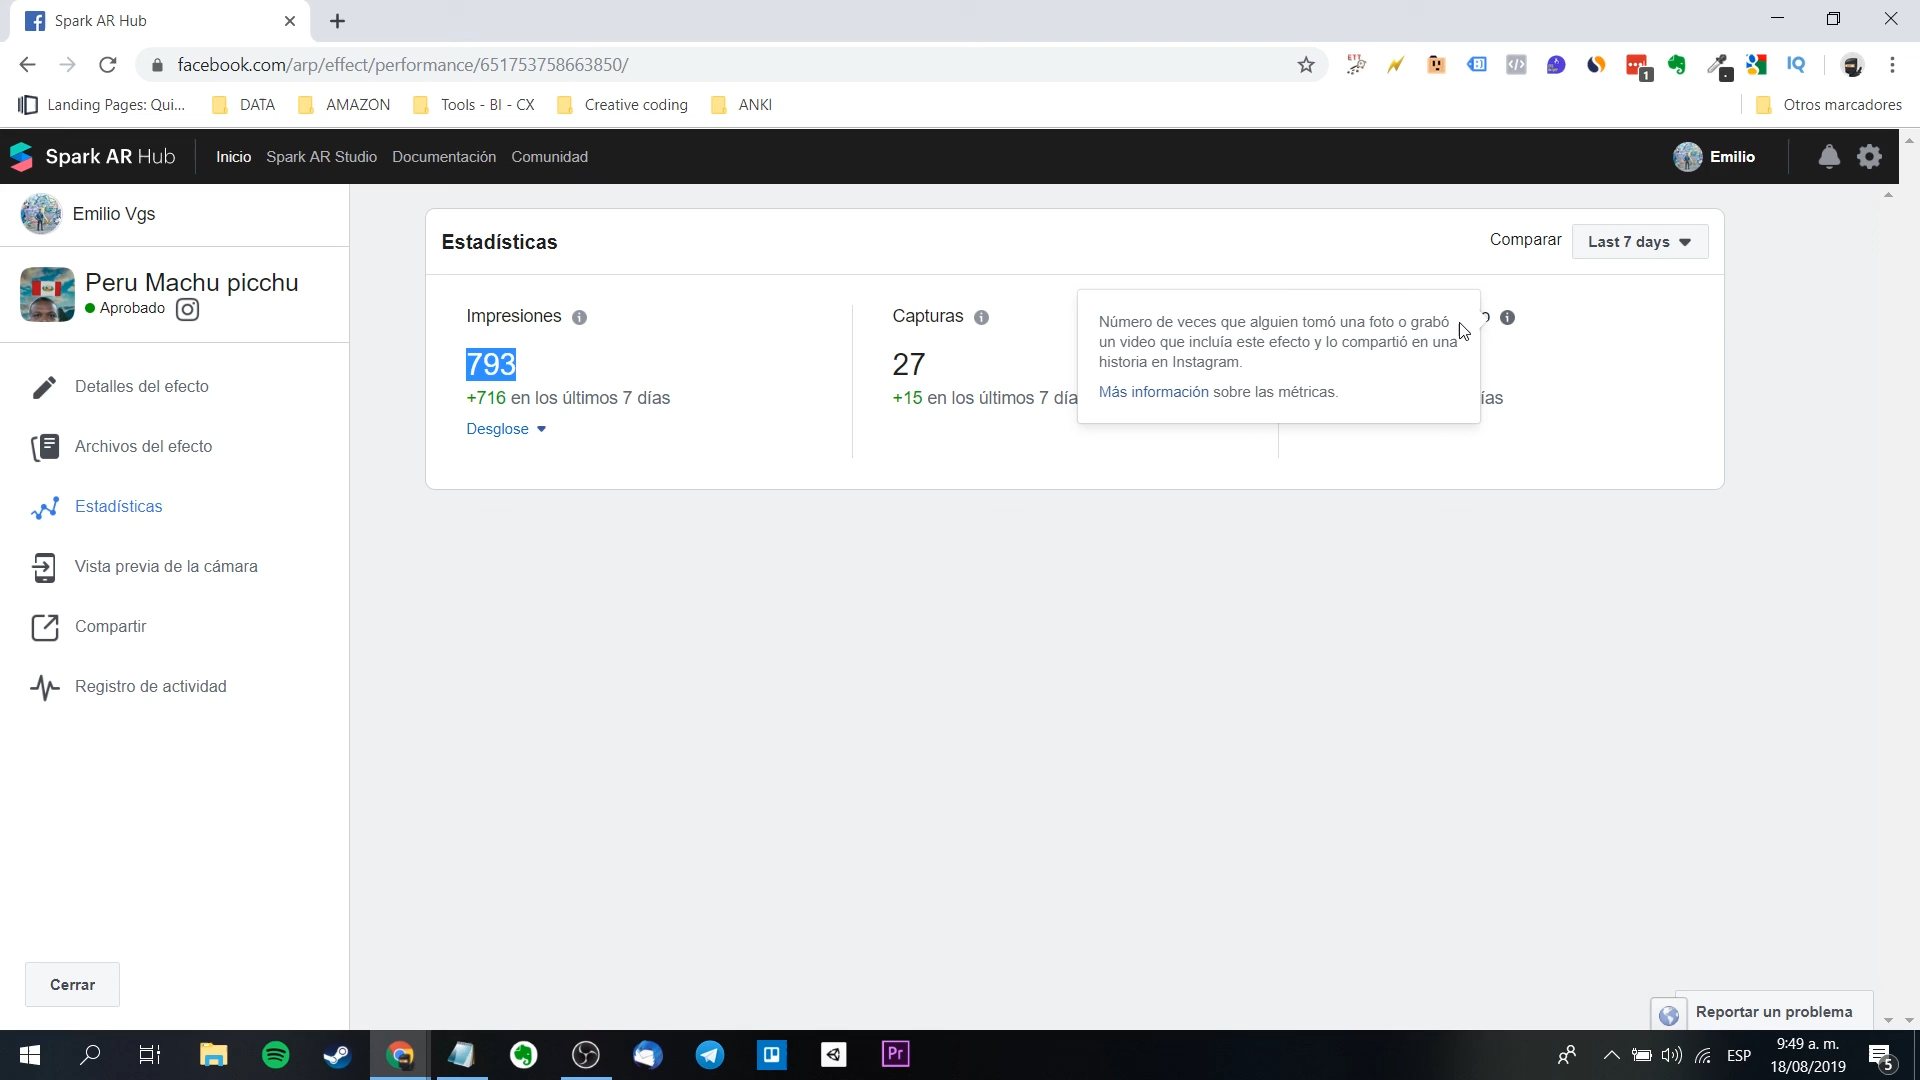 Spark AR Hub
facebook.com/arp/effect/performance/651753758663850/
ETT
1
IQ
Landing Pages: Qui...
DATA
AMAZON
Tools - BI - CX
Creative coding
ANKI
Otros marcadores
Spark AR Hub
Inicio
Spark AR Studio
Documentación
Comunidad
Emilio
Emilio Vgs
Peru Machu picchu
Aprobado
Detalles del efecto
Archivos del efecto
Estadísticas
Vista previa de la cámara
Compartir
Registro de actividad
Cerrar
Estadísticas
Comparar
Last 7 days
Impresiones
793
+716 en los últimos 7 días
Desglose
Capturas
27
+15 en los últimos 7 día
Número de veces que alguien tomó una foto o grabó
un video que incluía este efecto y lo compartió en una
historia en Instagram.
Más información sobre las métricas.
o
ías
Reportar un problema
Pr
ESP
9:49 a. m.
18/08/2019
5